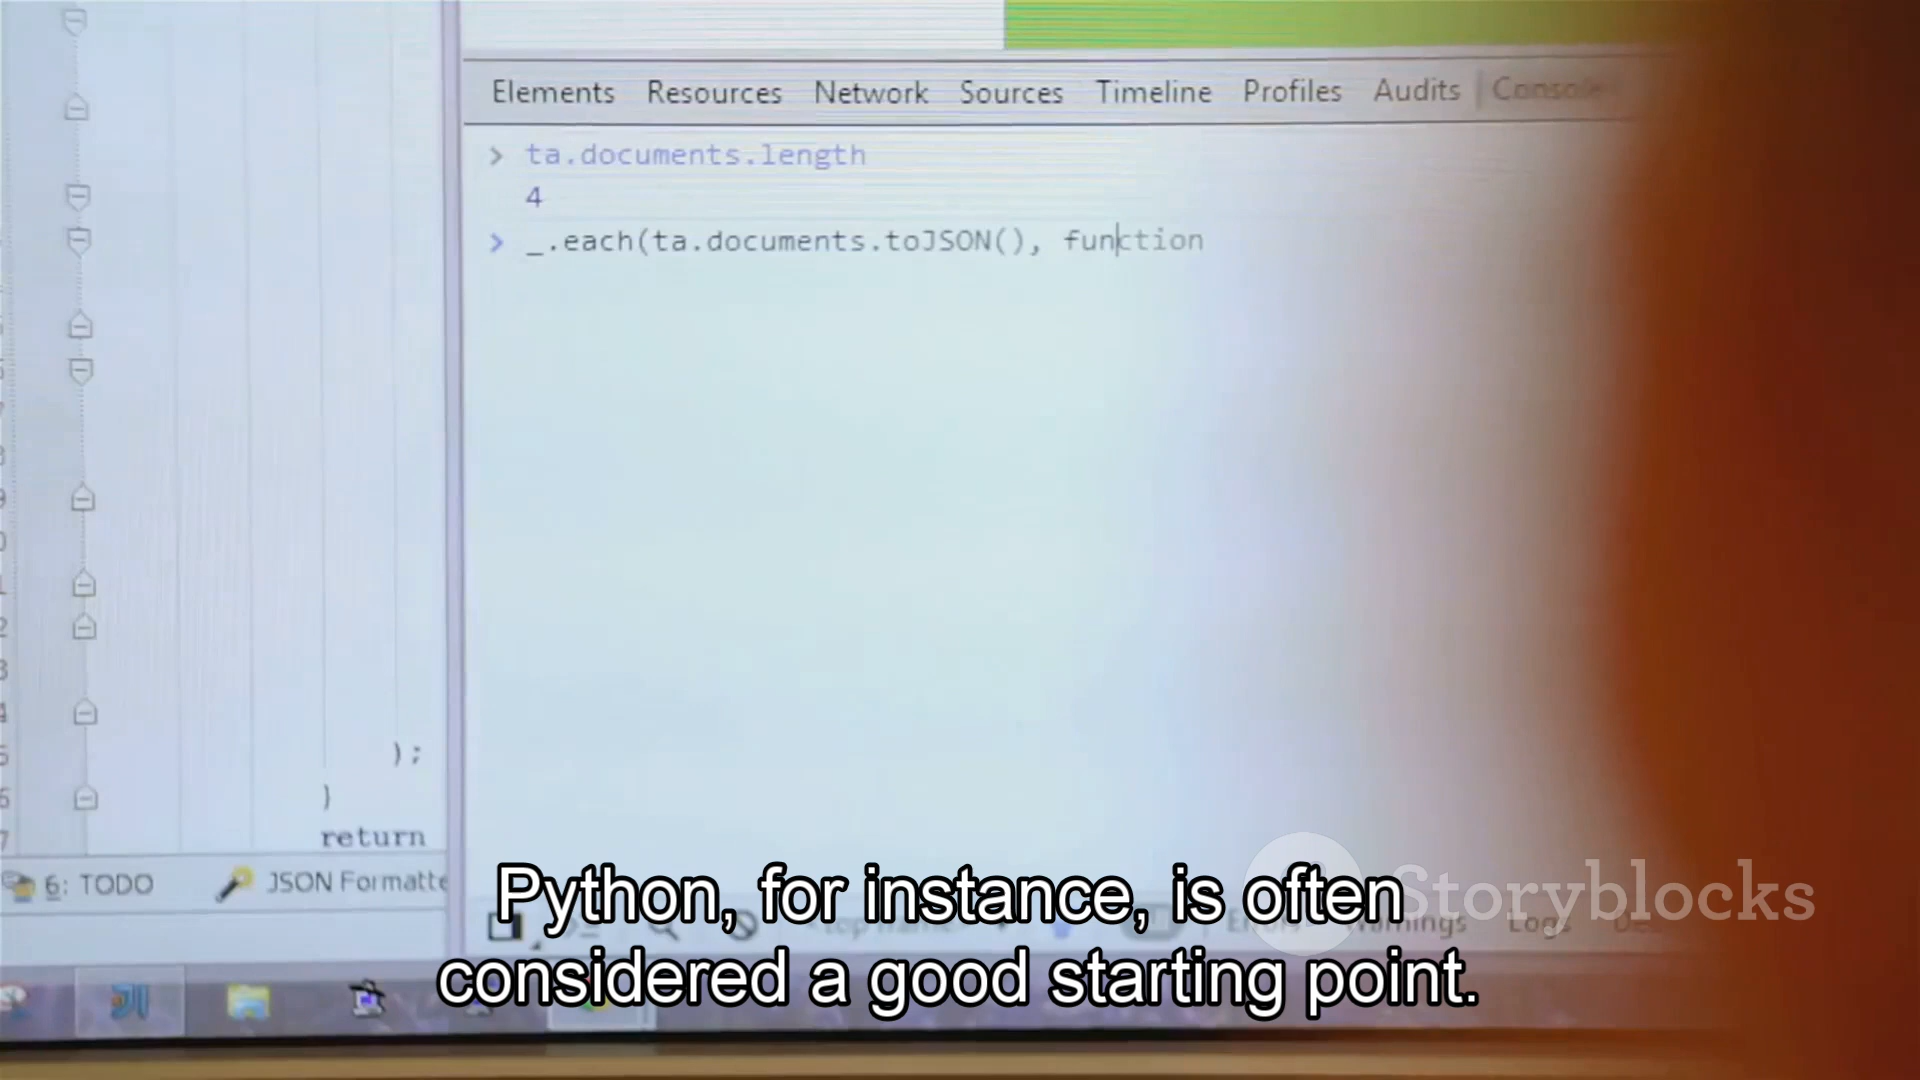 Elements Resources Network Sources Timeline Profiles Audits Console
> ta.documents.length
4
> _.each(ta.documents.toJSON(), function
);
}
return
6: TODO JSON Formatte
Storyblocks
Python, for instance, is often
considered a good starting point.